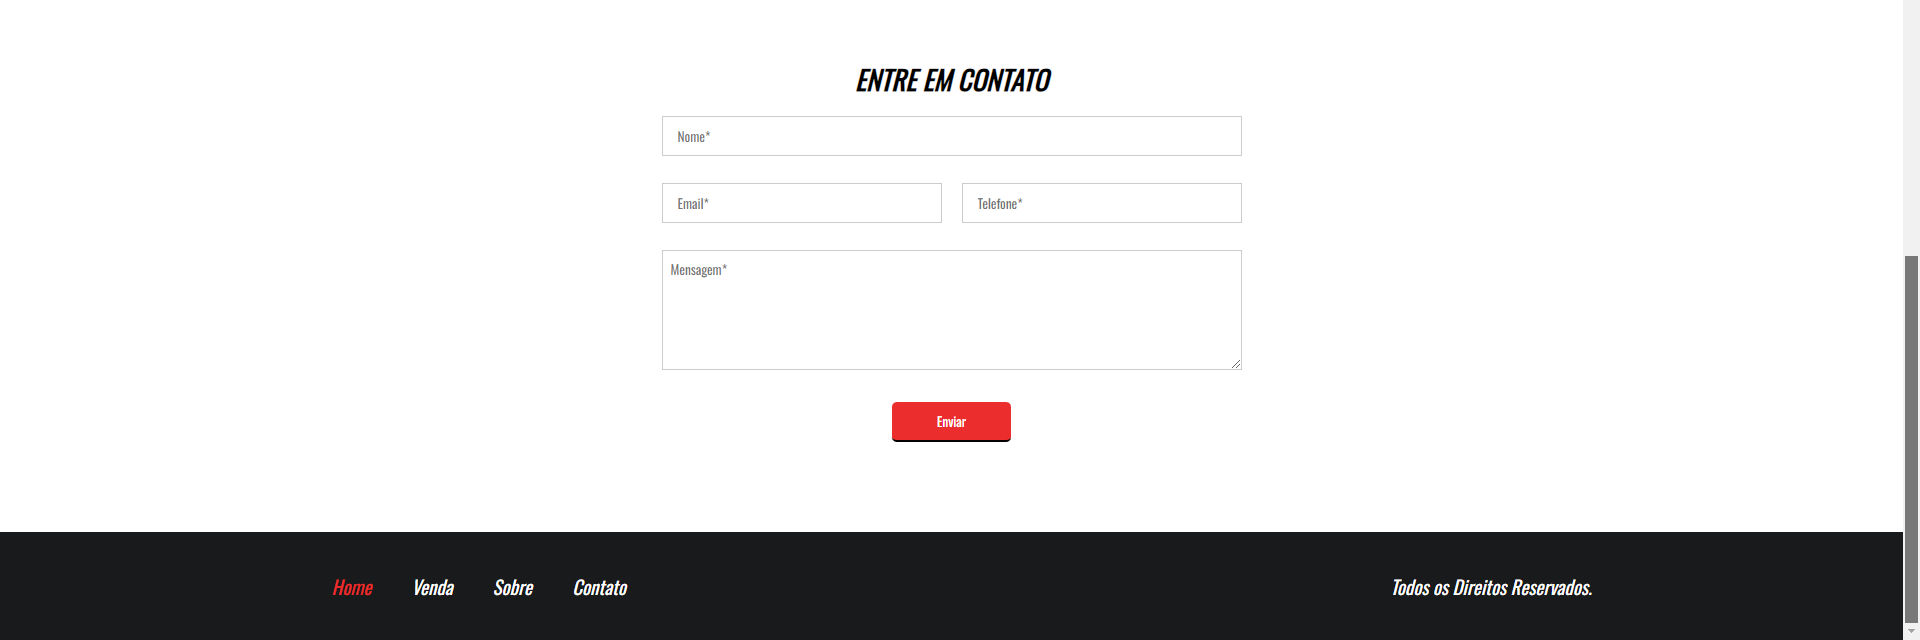 ENTRE EM CONTATO
Nome*
Email* Telefone*
Mensagem*
Enviar
Home Venda Sobre Contato Todos os Direitos Reservados.